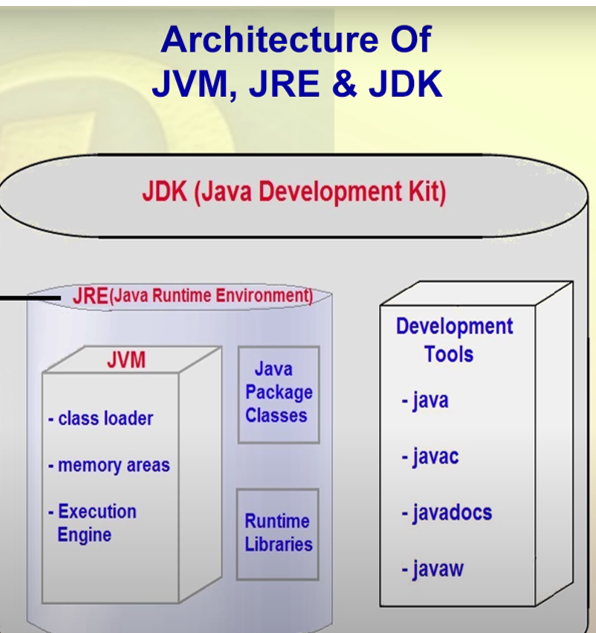 Architecture Of
JVM, JRE & JDK
JDK (Java Development Kit)
JRE(Java Runtime Environment)
JVM
- class loader
- memory areas
- Execution
Engine
Java
Package
Classes
Runtime
Libraries
Development
Tools
- java
- javac
- javadocs
- javaw